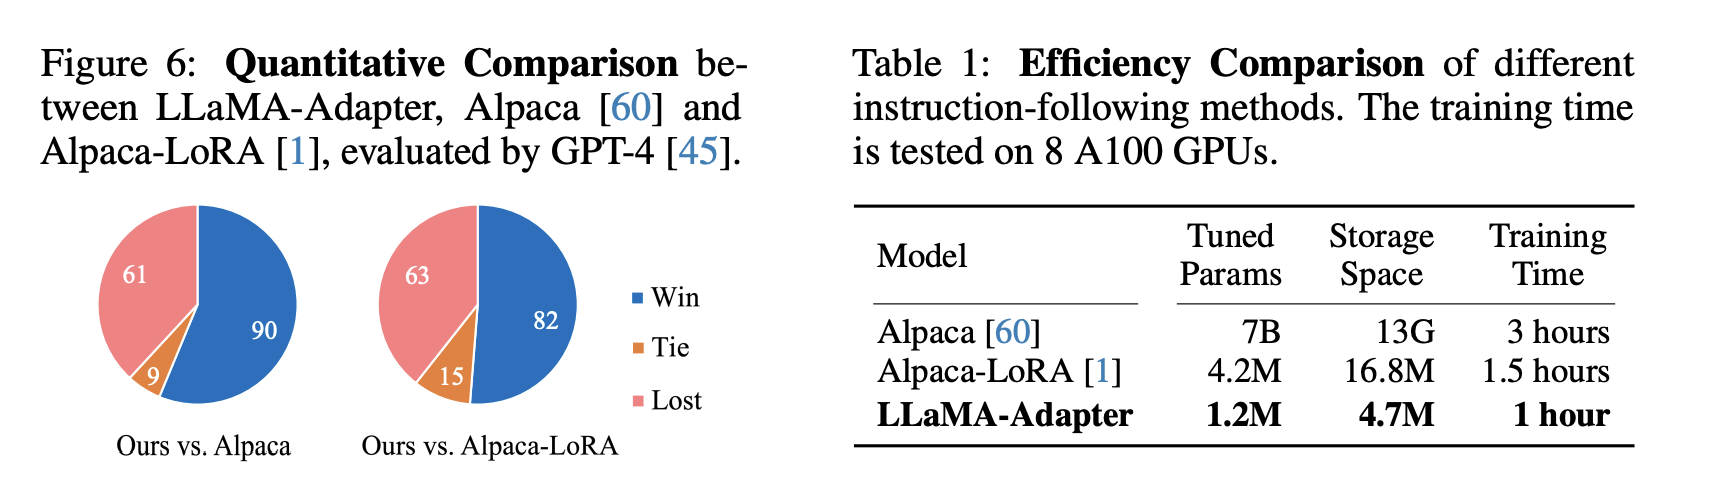 Figure 6: Quantitative Comparison be-
tween LLaMA-Adapter, Alpaca [60] and
Alpaca-LoRA [1], evaluated by GPT-4 [45].
61
90
9
Ours vs. Alpaca
63
82
15
Ours vs. Alpaca-LoRA
Win
Tie
Lost
Table 1: Efficiency Comparison of different
instruction-following methods. The training time
is tested on 8 A100 GPUs.
Model Tuned Params Storage Space Training Time
Alpaca [60] 7B 13G 3 hours
Alpaca-LoRA [1] 4.2M 16.8M 1.5 hours
LLaMA-Adapter 1.2M 4.7M 1 hour